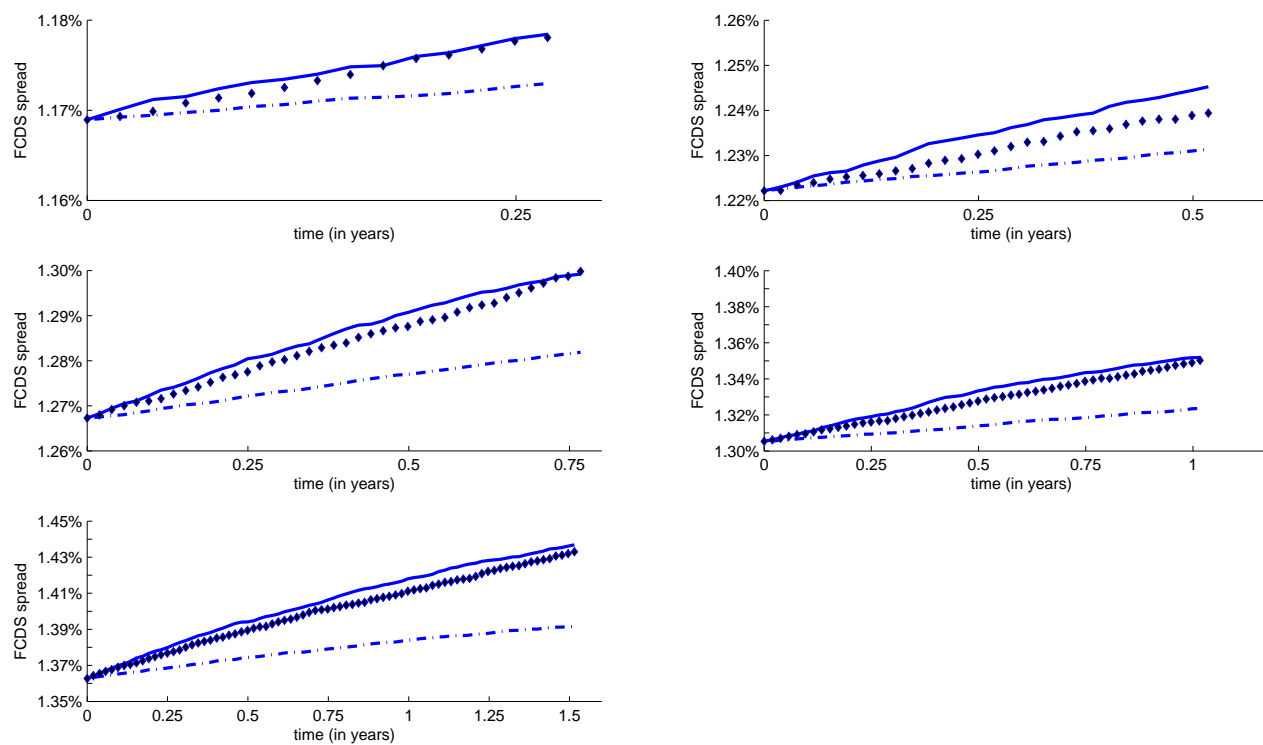 1.18%
1.17%
1.16%
FCDS spread
0 0.25
time (in years)
1.26%
1.25%
1.24%
1.23%
1.22%
FCDS spread
0 0.25 0.5
time (in years)
1.30%
1.29%
1.28%
1.27%
1.26%
FCDS spread
0 0.25 0.5 0.75
time (in years)
1.40%
1.38%
1.36%
1.34%
1.32%
1.30%
FCDS spread
0 0.25 0.5 0.75 1
time (in years)
1.45%
1.43%
1.41%
1.39%
1.37%
1.35%
FCDS spread
0 0.25 0.5 0.75 1 1.25 1.5
time (in years)